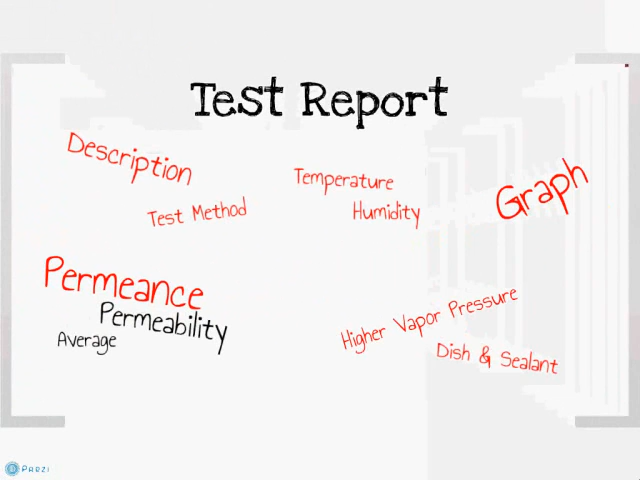 Test Report
Description
Test Method
Temperature
Humidity
Graph
Permeance
Permeability
Average
Higher Vapor Pressure
Dish & Sealant
Prezi